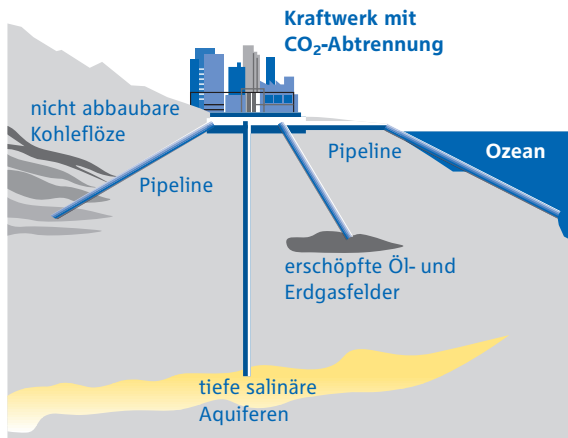 Kraftwerk mit
CO₂-Abtrennung
nicht abbaubare
Kohleflöze
Pipeline
Pipeline
Ozean
erschöpfte Öl- und
Erdgasfelder
tiefe salinäre
Aquiferen